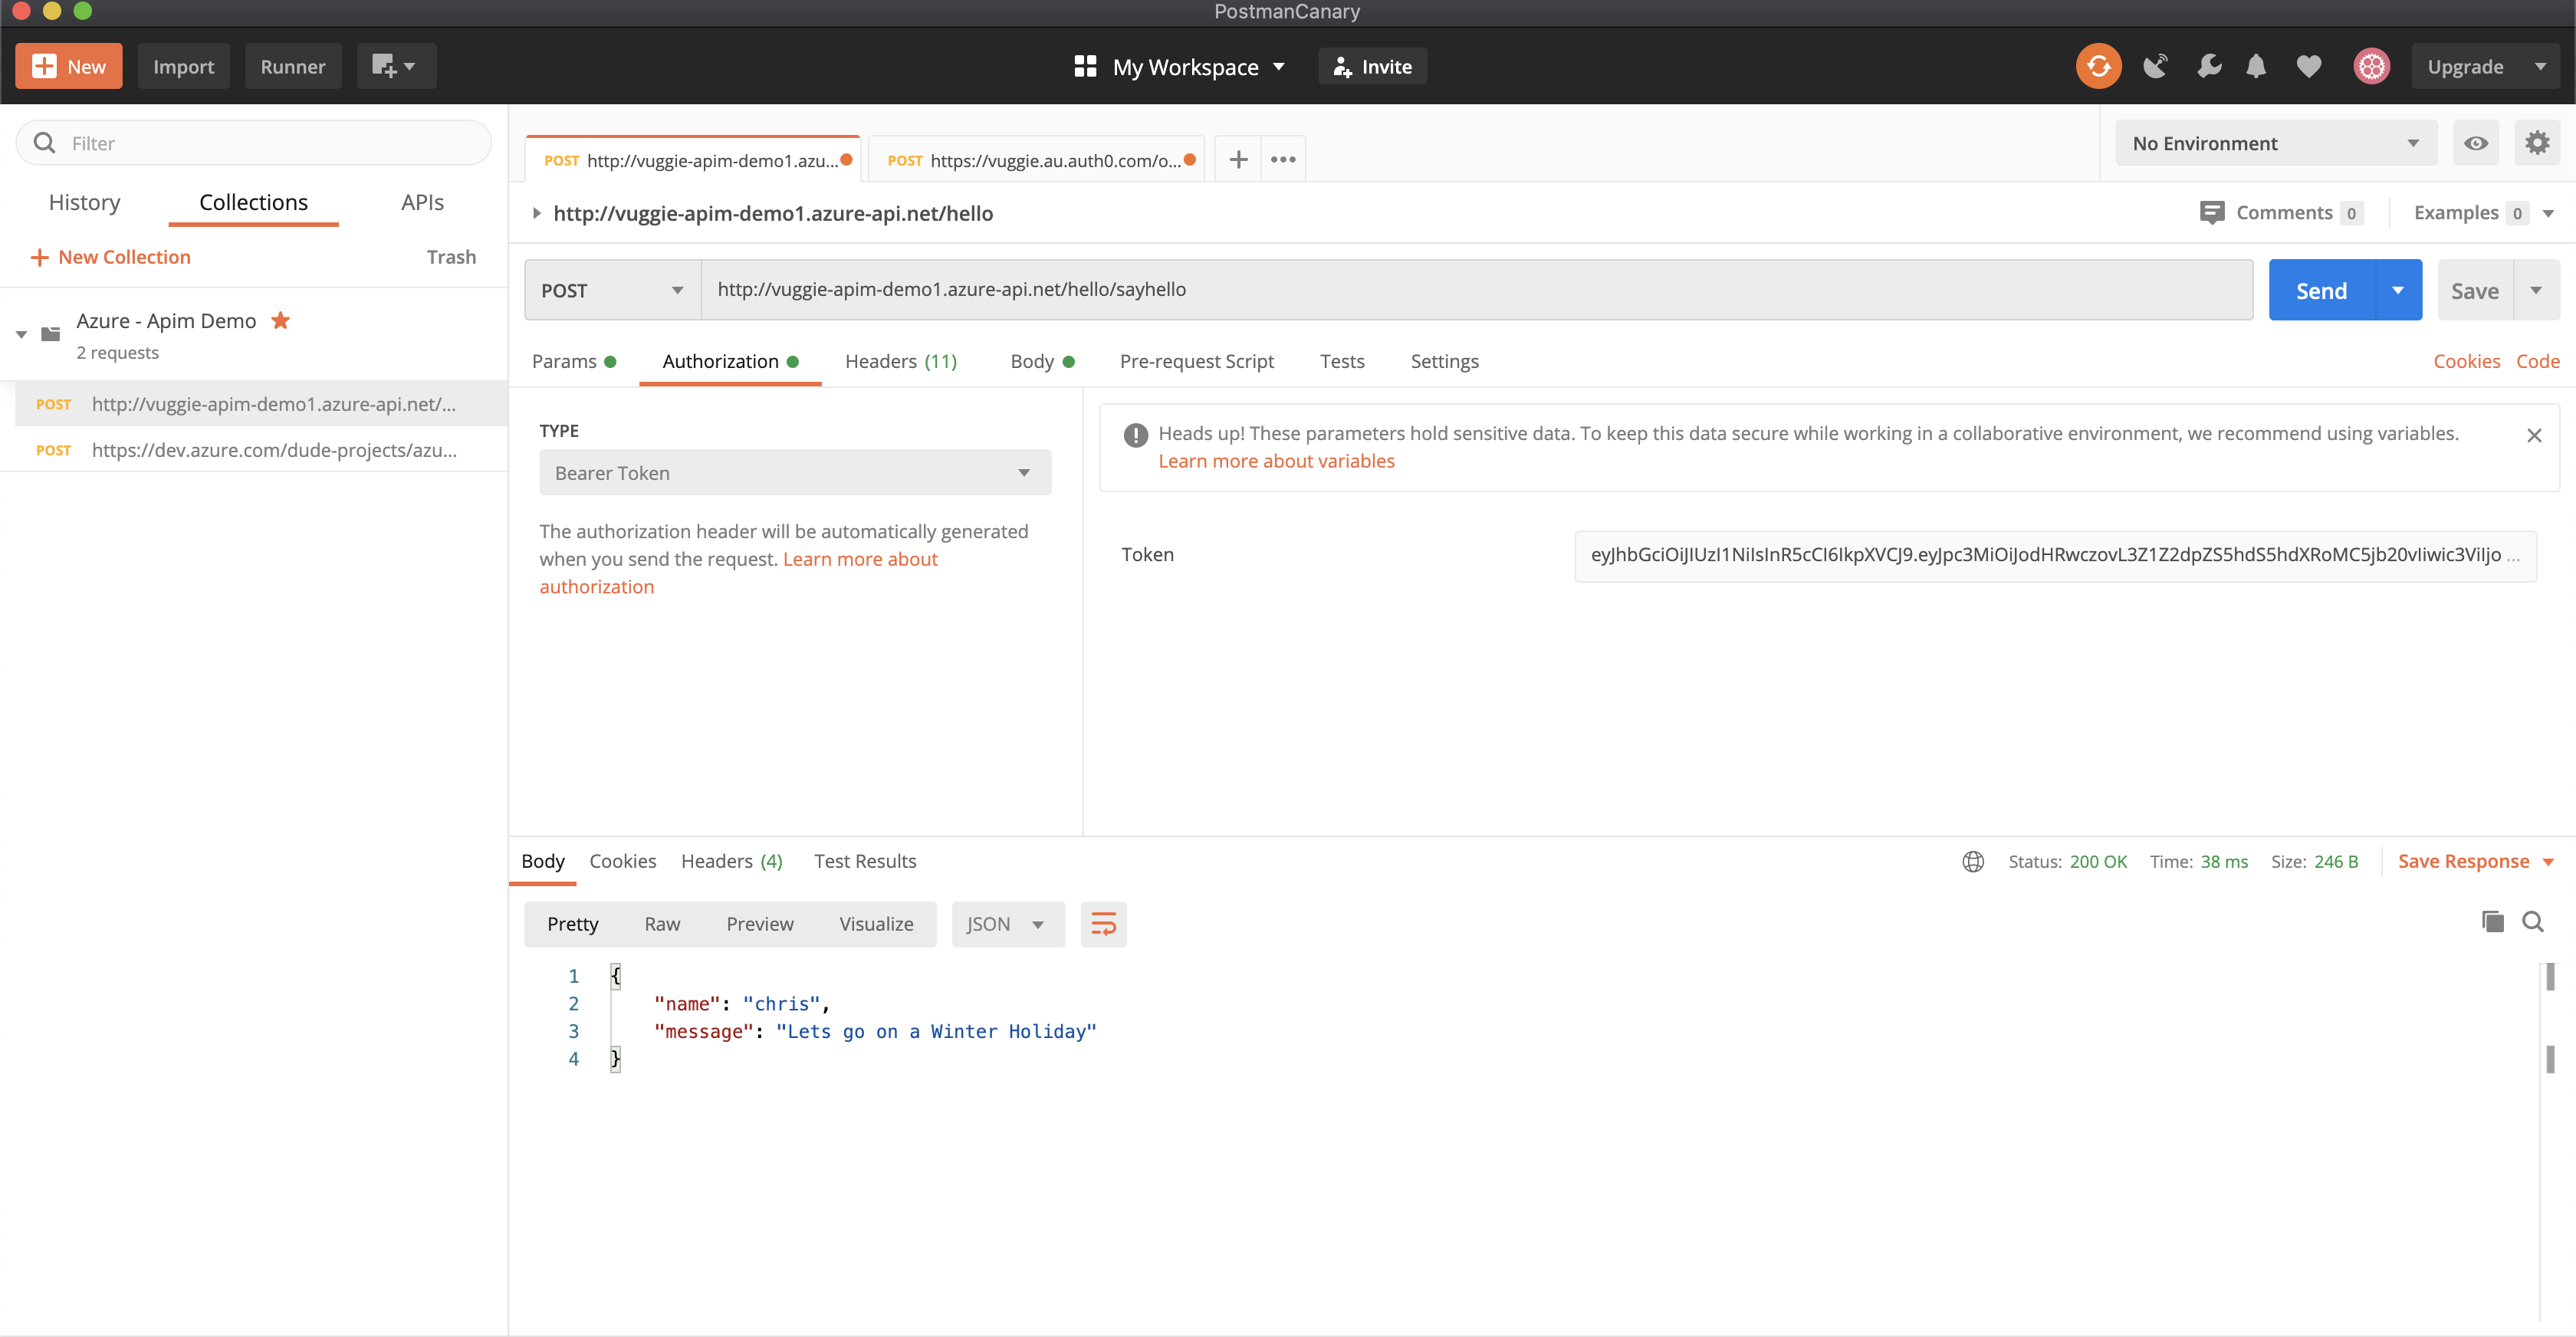 PostmanCanary
New
Import
Runner
My Workspace
Invite
Upgrade
Filter
History
Collections
APIs
New Collection
Trash
Azure - Apim Demo
2 requests
POST http://vuggie-apim-demo1.azure-api.net/...
POST https://dev.azure.com/dude-projects/azu...
POST http://vuggie-apim-demo1.azu...
POST https://vuggie.au.auth0.com/o...
No Environment
http://vuggie-apim-demo1.azure-api.net/hello
Comments 0
Examples 0
POST
http://vuggie-apim-demo1.azure-api.net/hello/sayhello
Send
Save
Params
Authorization
Headers (11)
Body
Pre-request Script
Tests
Settings
Cookies
Code
TYPE
Bearer Token
The authorization header will be automatically generated
when you send the request. Learn more about
authorization
Heads up! These parameters hold sensitive data. To keep this data secure while working in a collaborative environment, we recommend using variables.
Learn more about variables
Token
eyJhbGciOiJIUzI1NiIsInR5cCI6IkpXVCJ9.eyJpc3MiOiJodHRwczovL3Z1Z2dpZS5hdS5hdXRoMC5jb20vIiwic3ViIjo ...
Body
Cookies
Headers (4)
Test Results
Status: 200 OK
Time: 38 ms
Size: 246 B
Save Response
Pretty
Raw
Preview
Visualize
JSON
1 {
2 "name": "chris",
3 "message": "Lets go on a Winter Holiday"
4 }